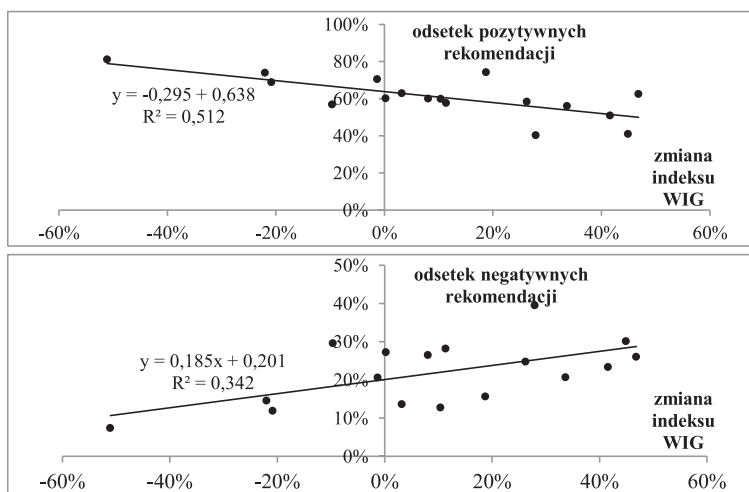 100%
80%
60%
40%
20%
0%
odsetek pozytywnych
rekomendacji
y = -0,295 + 0,638
R² = 0,512
zmiana
indeksu
WIG
-60%
-40%
-20%
0%
20%
40%
60%
50%
40%
30%
20%
10%
0%
odsetek negatywnych
rekomendacji
y = 0,185x + 0,201
R² = 0,342
zmiana
indeksu
WIG
-60%
-40%
-20%
0%
20%
40%
60%